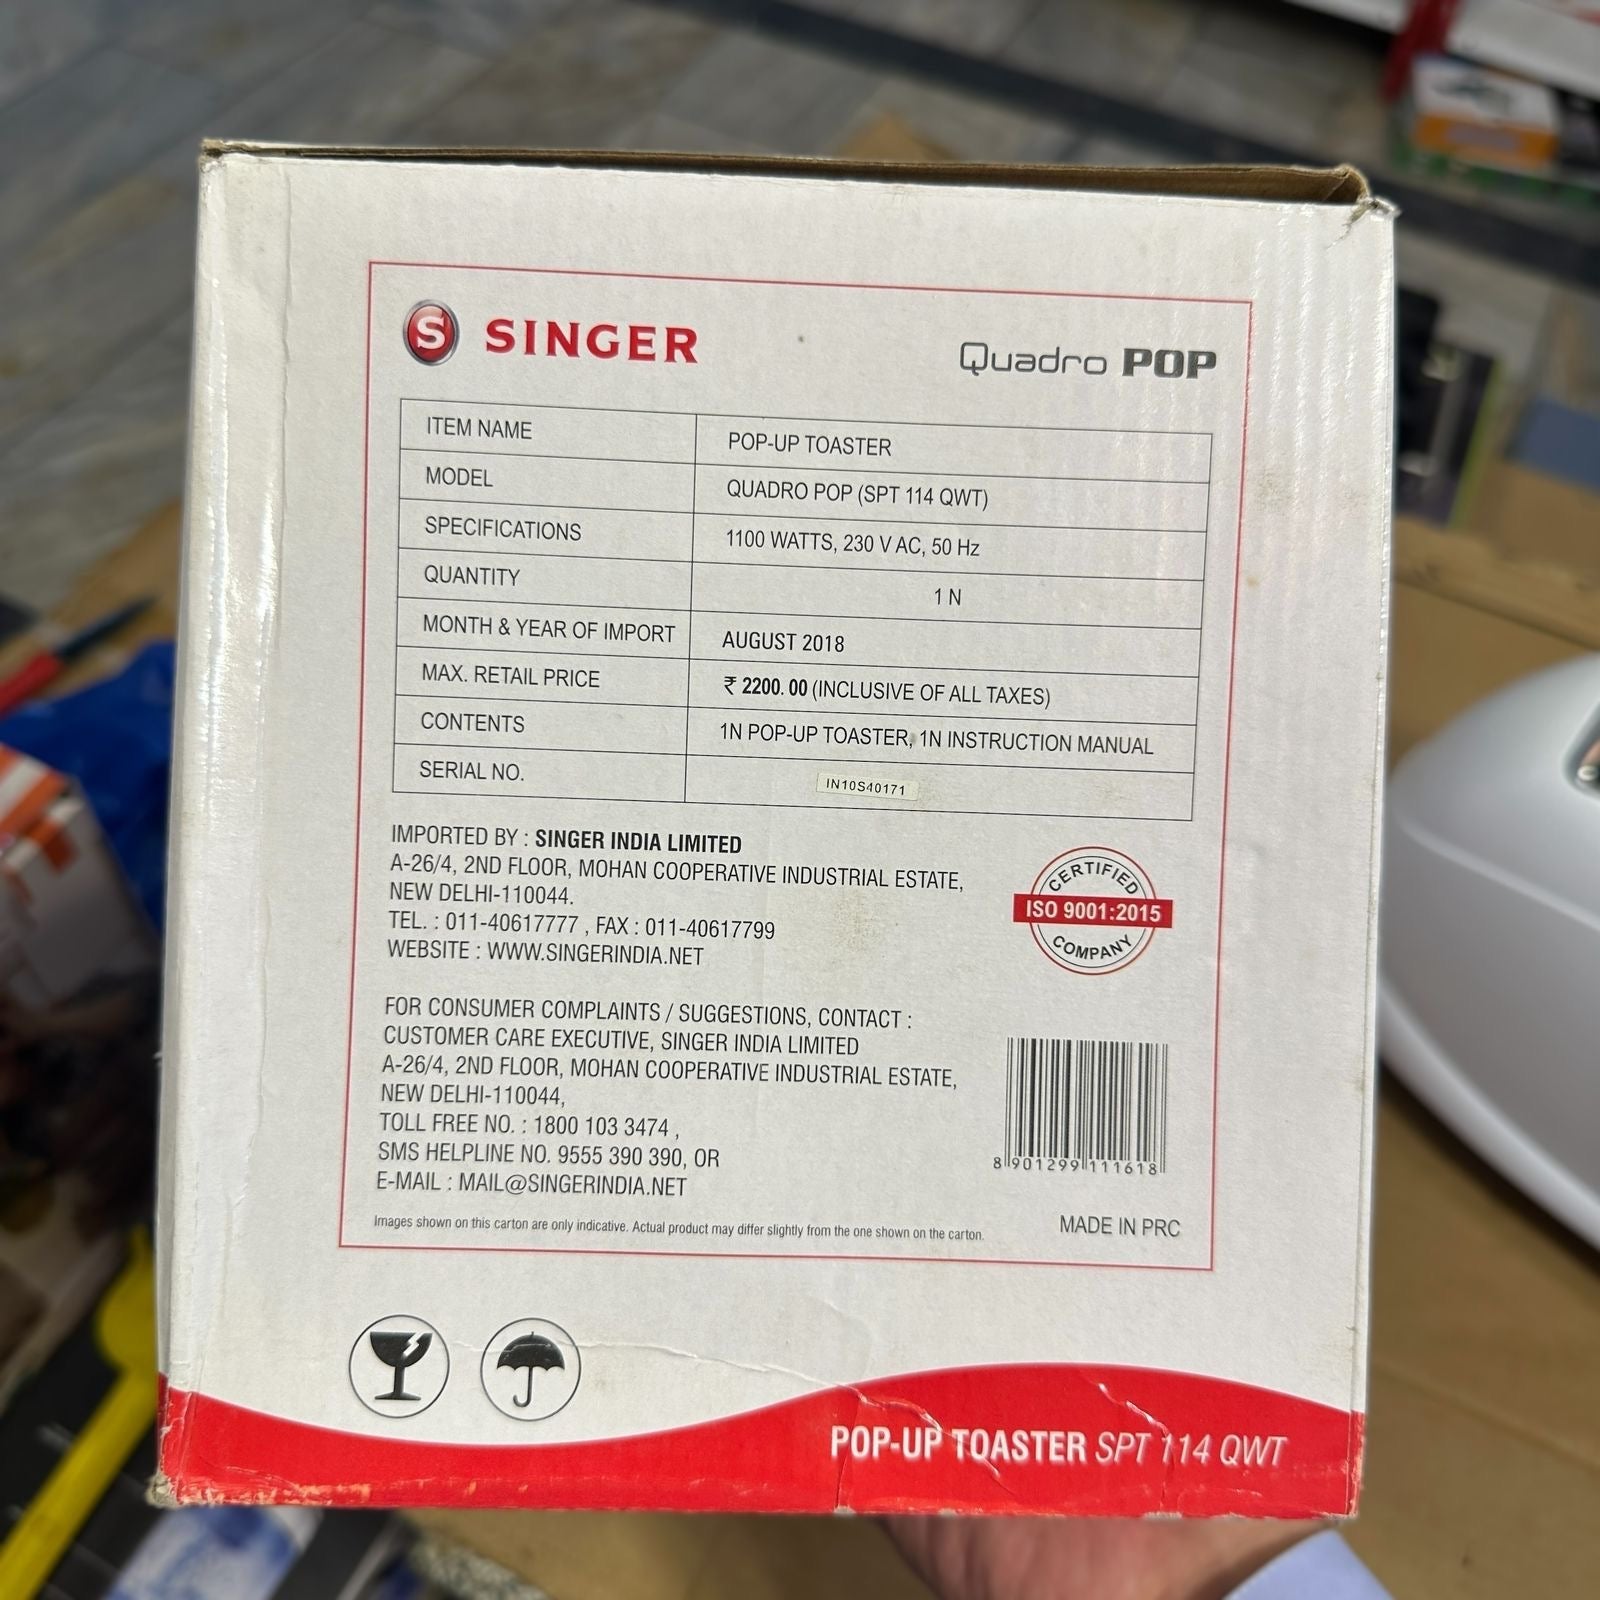 S SINGER
Quadro POP
ITEM NAME POP-UP TOASTER
MODEL QUADRO POP (SPT 114 QWT)
SPECIFICATIONS 1100 WATTS, 230 V AC, 50 Hz
QUANTITY 1 N
MONTH & YEAR OF IMPORT AUGUST 2018
MAX. RETAIL PRICE ₹ 2200.00 (INCLUSIVE OF ALL TAXES)
CONTENTS 1N POP-UP TOASTER, 1N INSTRUCTION MANUAL
SERIAL NO. IN10S40171
IMPORTED BY : SINGER INDIA LIMITED
A-26/4, 2ND FLOOR, MOHAN COOPERATIVE INDUSTRIAL ESTATE,
NEW DELHI-110044.
TEL. : 011-40617777 , FAX : 011-40617799
WEBSITE : WWW.SINGERINDIA.NET
CERTIFIED
ISO 9001:2015
COMPANY
FOR CONSUMER COMPLAINTS / SUGGESTIONS, CONTACT :
CUSTOMER CARE EXECUTIVE, SINGER INDIA LIMITED
A-26/4, 2ND FLOOR, MOHAN COOPERATIVE INDUSTRIAL ESTATE,
NEW DELHI-110044,
TOLL FREE NO. : 1800 103 3474 ,
SMS HELPLINE NO. 9555 390 390, OR
E-MAIL : MAIL@SINGERINDIA.NET
8 901299 111618
Images shown on this carton are only indicative. Actual product may differ slightly from the one shown on the carton.
MADE IN PRC
POP-UP TOASTER SPT 114 QWT